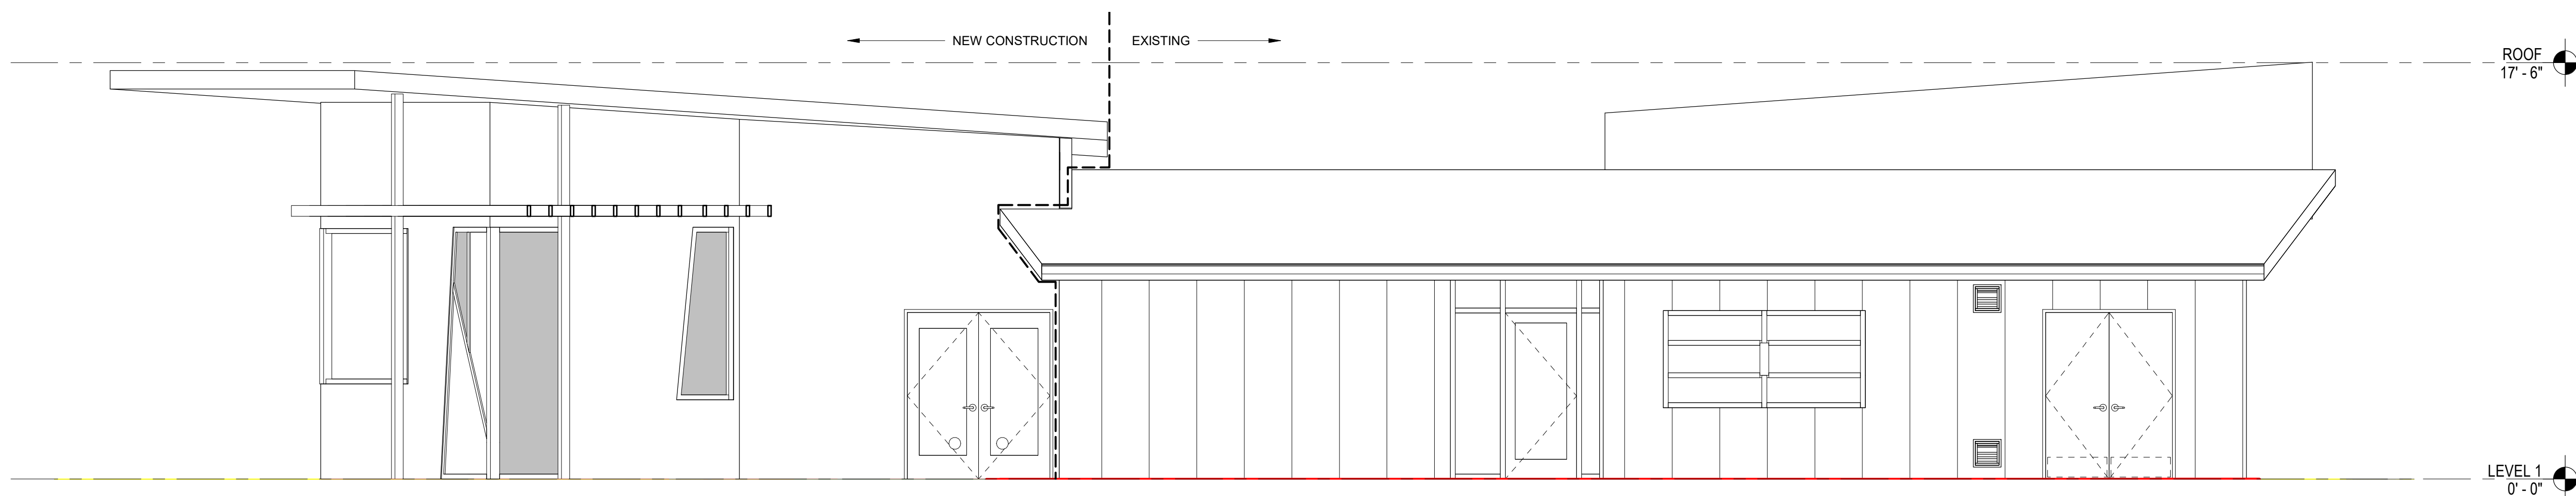 NEW CONSTRUCTION
EXISTING
ROOF
17' - 6"
LEVEL 1
0' - 0"